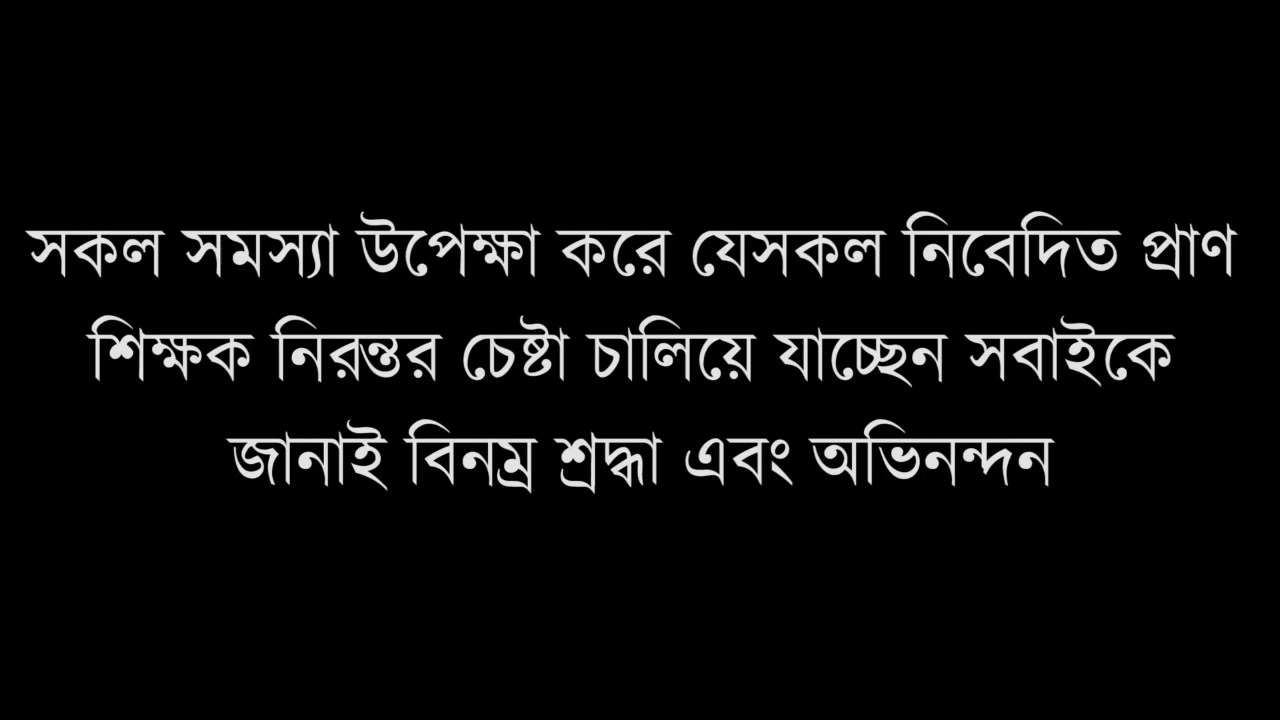 সকল সমস্যা উপেক্ষা করে যেসকল নিবেদিত প্রাণ
শিক্ষক নিরন্তর চেষ্টা চালিয়ে যাচ্ছেন সবাইকে
জানাই বিনম্র শ্রদ্ধা এবং অভিনন্দন